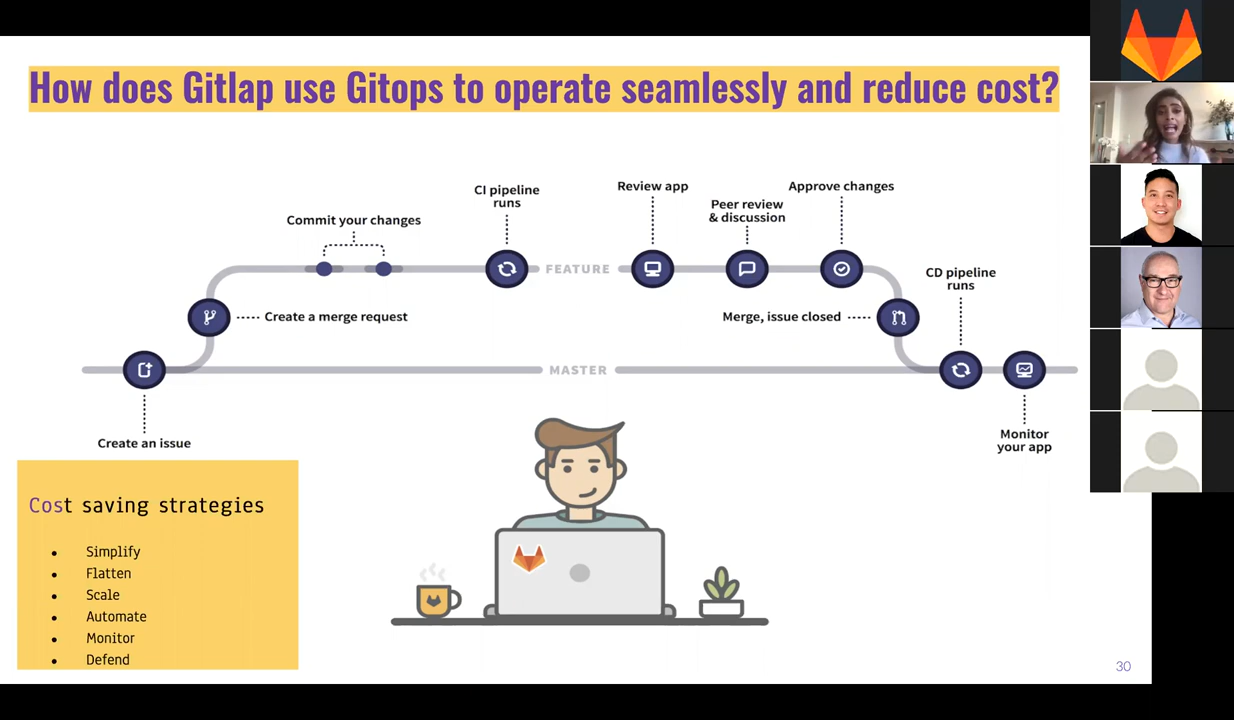 How does Gitlap use Gitops to operate seamlessly and reduce cost?
CI pipeline
runs
Review app
Approve changes
Peer review
& discussion
Commit your changes
FEATURE
CD pipeline
runs
Create a merge request
Merge, issue closed
MASTER
Create an issue
Monitor
your app
Cost saving strategies
• Simplify
• Flatten
• Scale
• Automate
• Monitor
• Defend
30